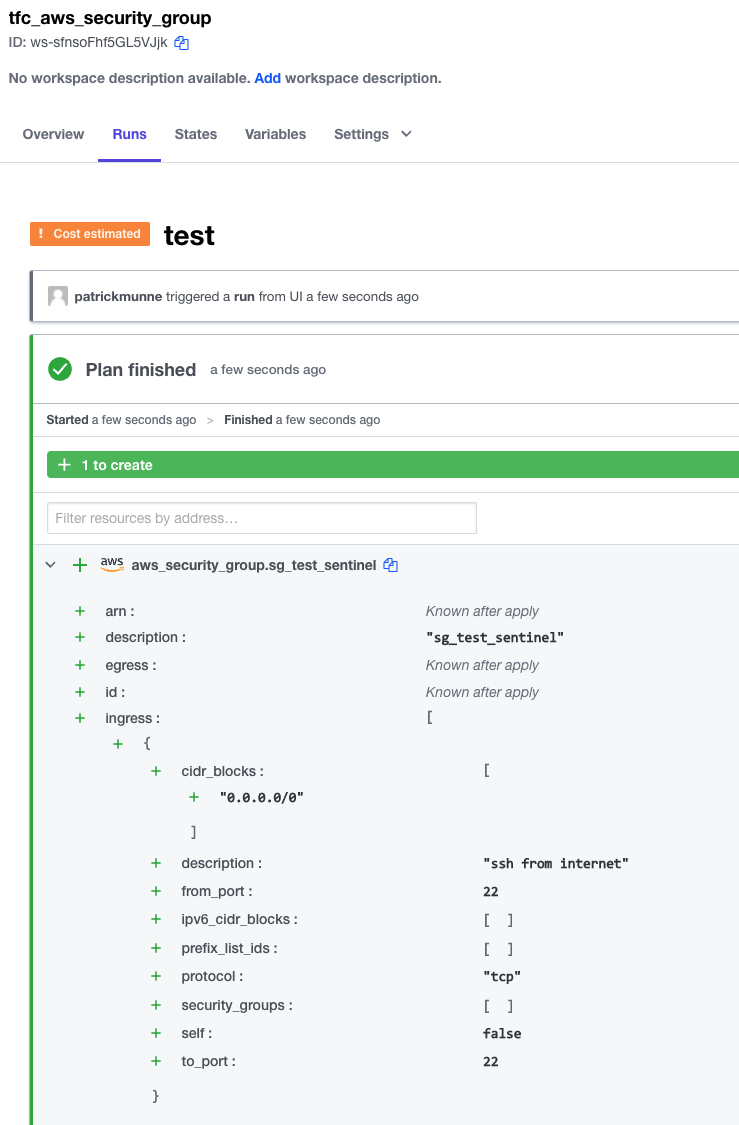 tfc_aws_security_group
ID: ws-sfnsoFhf5GL5VJjk
No workspace description available. Add workspace description.
Overview Runs States Variables Settings
! Cost estimated test
patrickmunne triggered a run from UI a few seconds ago
Plan finished a few seconds ago
Started a few seconds ago > Finished a few seconds ago
+ 1 to create
Filter resources by address…
+ aws aws_security_group.sg_test_sentinel
+ arn : Known after apply
+ description : "sg_test_sentinel"
+ egress : Known after apply
+ id : Known after apply
+ ingress : [
+ {
+ cidr_blocks : [
+ "0.0.0.0/0"
]
+ description : "ssh from internet"
+ from_port : 22
+ ipv6_cidr_blocks : [ ]
+ prefix_list_ids : [ ]
+ protocol : "tcp"
+ security_groups : [ ]
+ self : false
+ to_port : 22
}